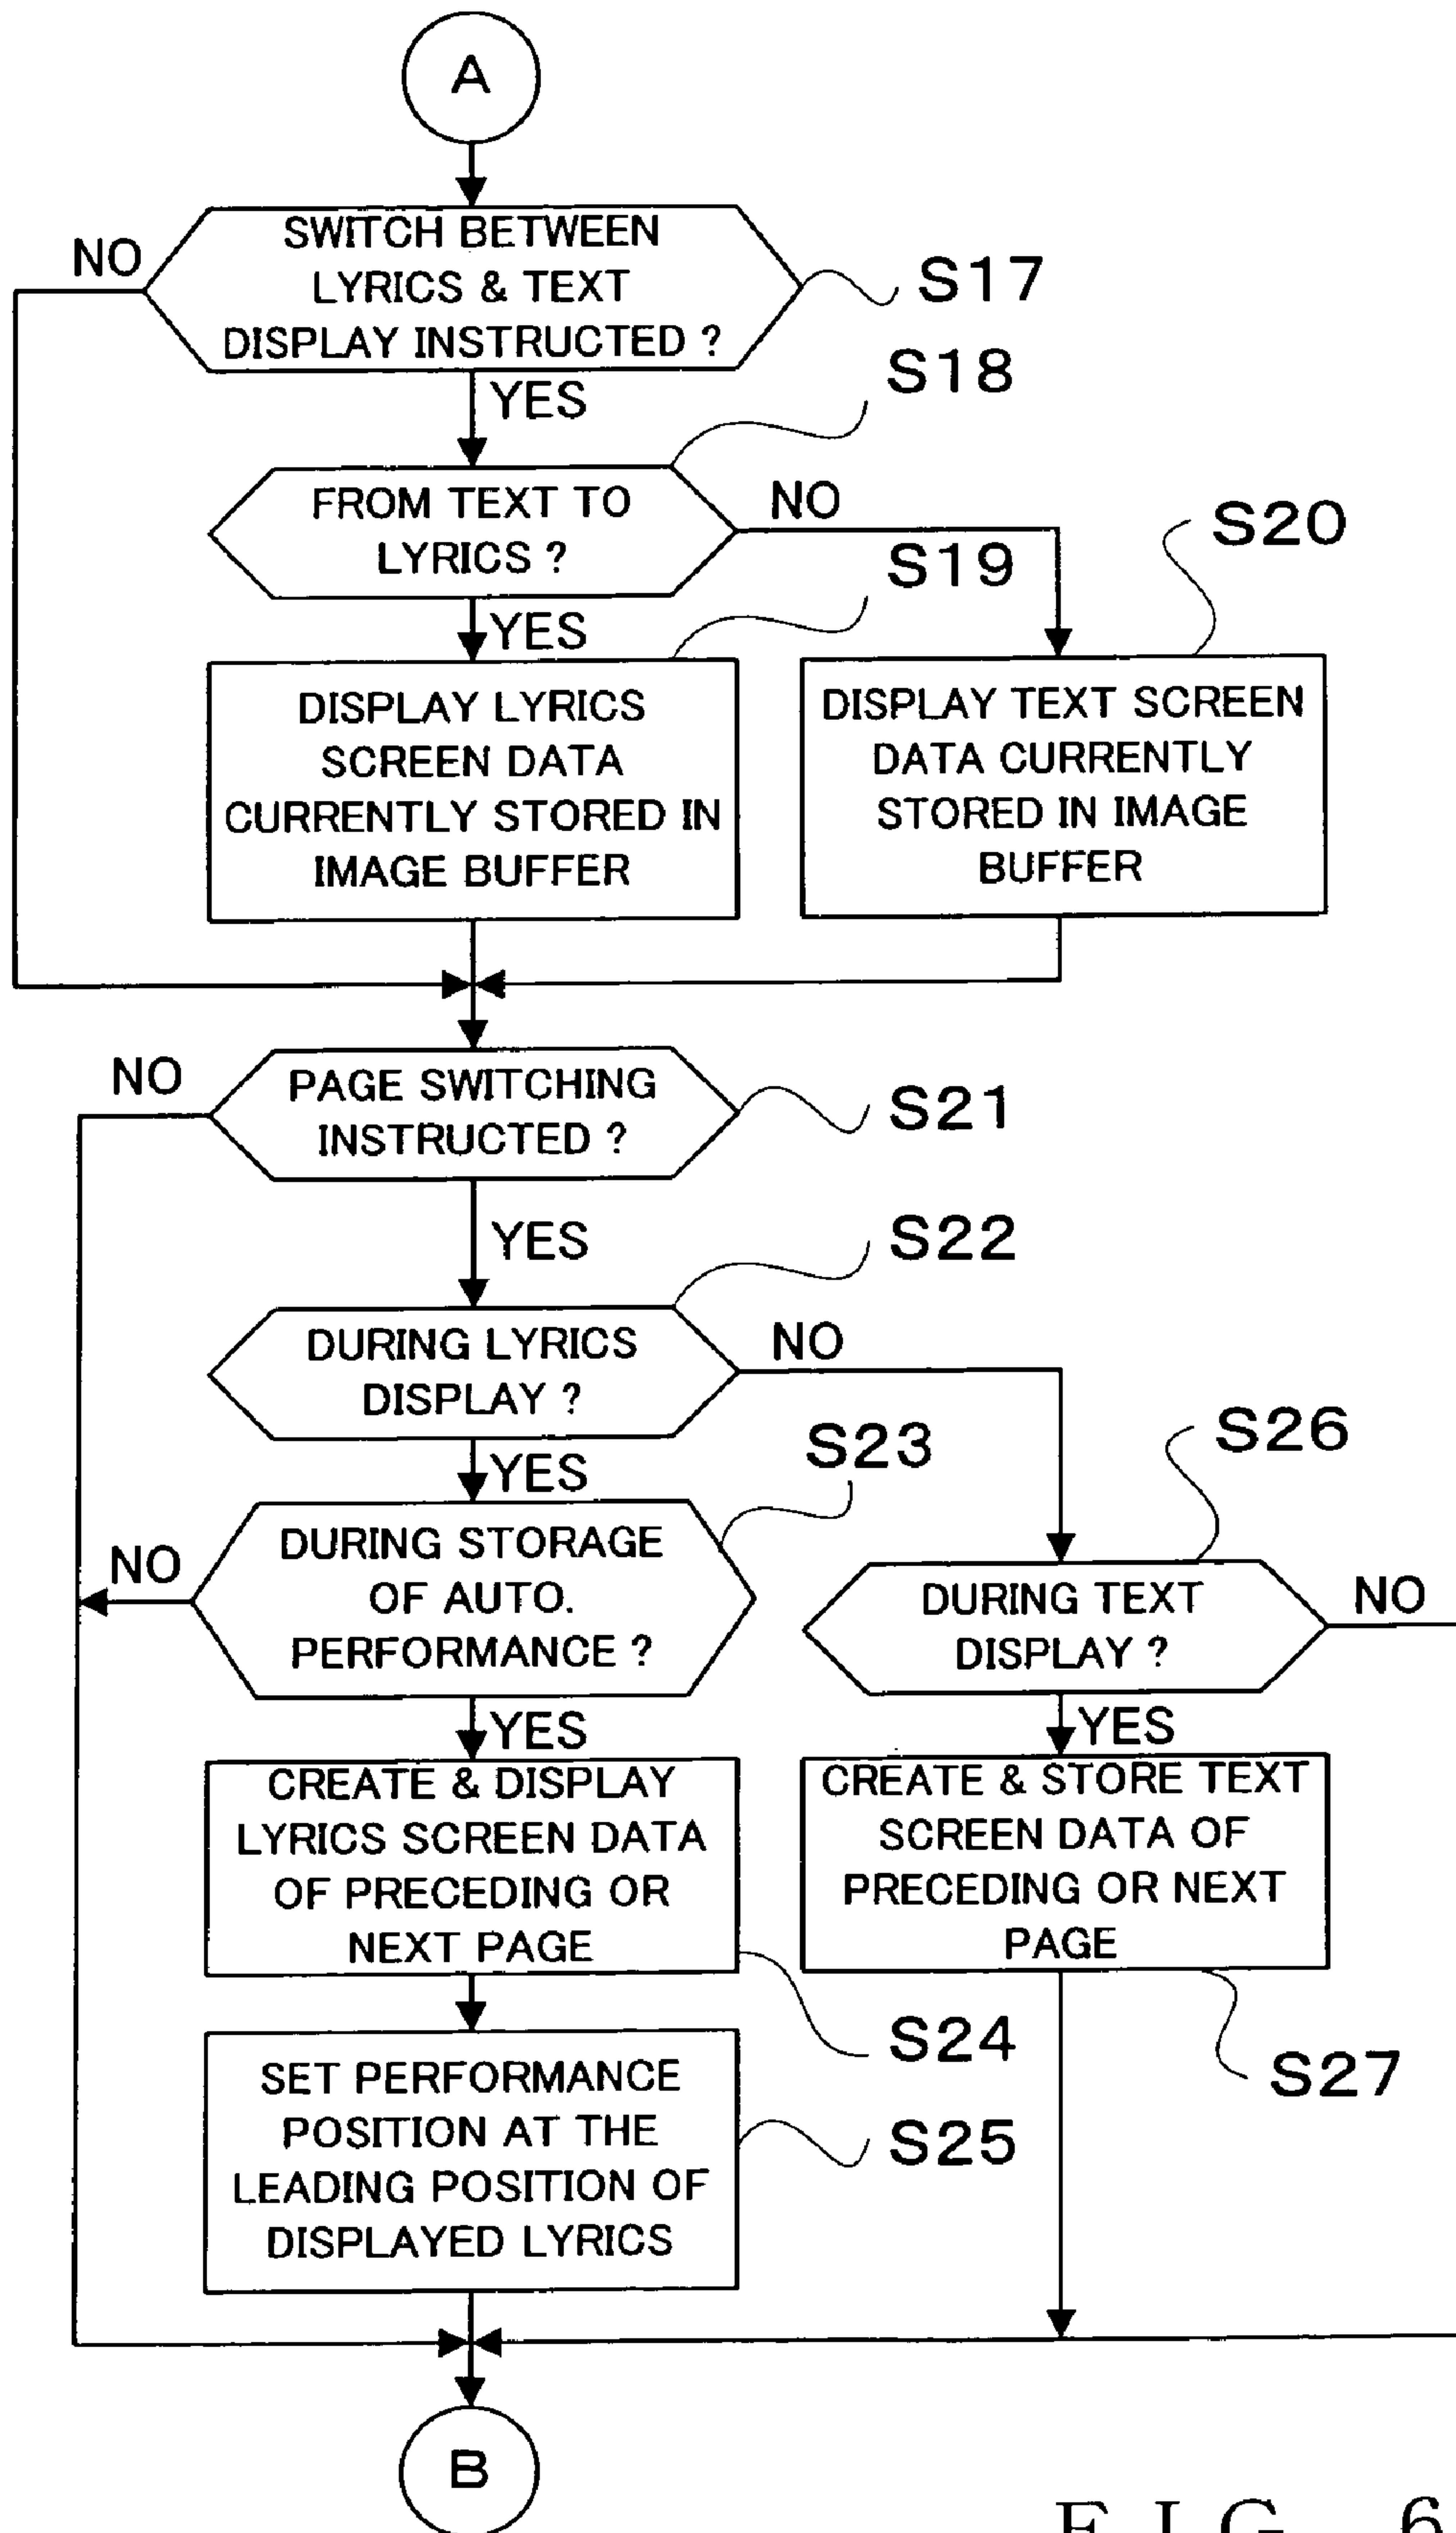 A
SWITCH BETWEEN
LYRICS & TEXT
DISPLAY INSTRUCTED ?
NO
S17
YES
S18
FROM TEXT TO
LYRICS ?
NO
S20
YES
S19
DISPLAY LYRICS
SCREEN DATA
CURRENTLY STORED IN
IMAGE BUFFER
DISPLAY TEXT SCREEN
DATA CURRENTLY
STORED IN IMAGE
BUFFER
NO
PAGE SWITCHING
INSTRUCTED ?
S21
YES
S22
DURING LYRICS
DISPLAY ?
NO
YES
S23
S26
NO
DURING STORAGE
OF AUTO.
PERFORMANCE ?
DURING TEXT
DISPLAY ?
NO
YES
YES
CREATE & DISPLAY
LYRICS SCREEN DATA
OF PRECEDING OR
NEXT PAGE
CREATE & STORE TEXT
SCREEN DATA OF
PRECEDING OR NEXT
PAGE
S24
S27
SET PERFORMANCE
POSITION AT THE
LEADING POSITION OF
DISPLAYED LYRICS
S25
B
FIG. 6